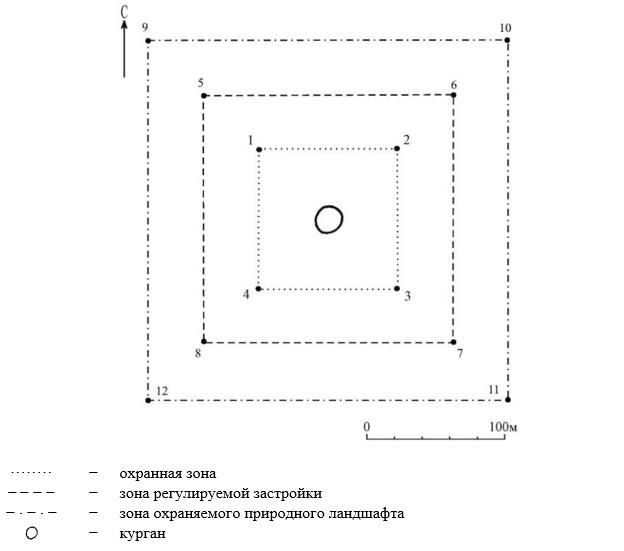 С
9
10
5
6
1
2
4
3
8
7
12
11
0 100м
– охранная зона
– зона регулируемой застройки
– зона охраняемого природного ландшафта
– курган